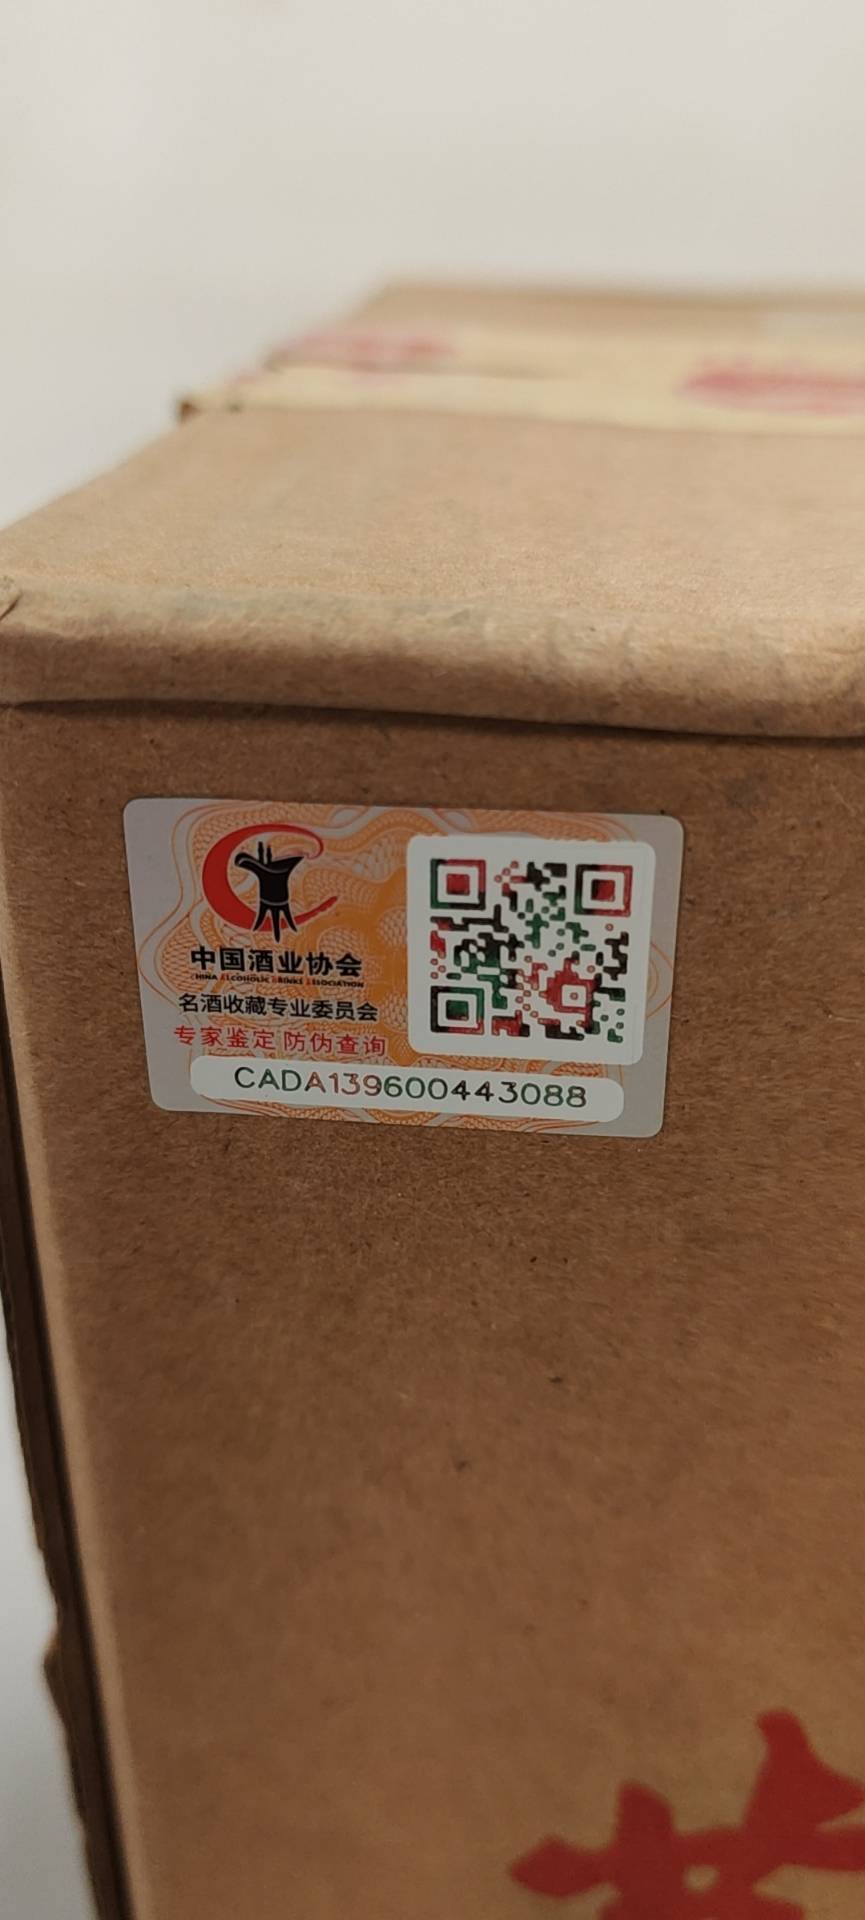 中国酒业协会
CHINA ALCOHOLIC DRINKS ASSOCIATION
名酒收藏专业委员会
专家鉴定 防伪查询
CADA139600443088